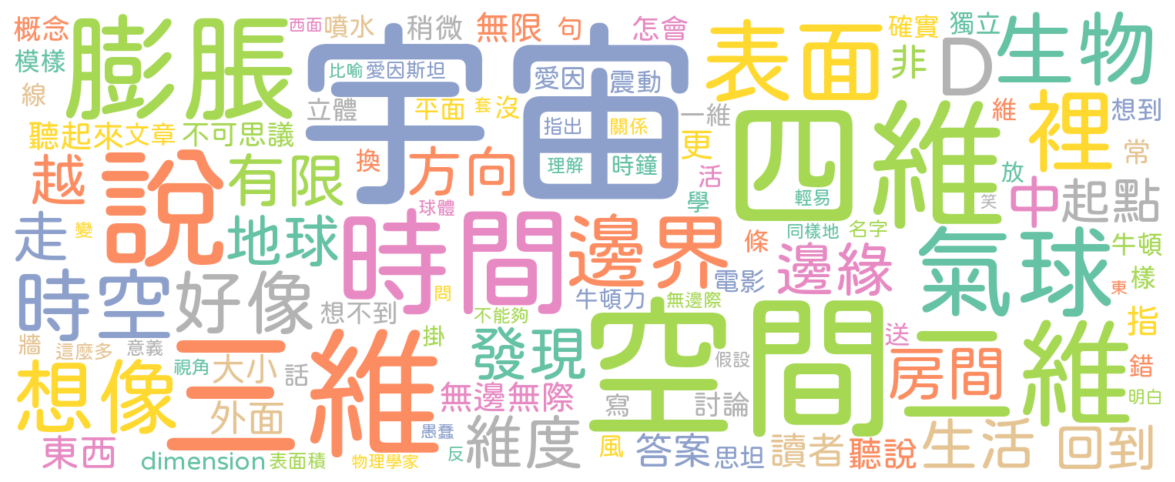 概念 膨脹 西面 噴水 稍微 無限 句 怎會 表面 確實 獨立 生物
模樣 宇宙 比喻 愛因斯坦 愛因 震動 非 D
線 立體 平面 套 沒 一維 四維 維 裡 想到
聽起來 文章 不可思議 指出 關係 更 常
越 說 有限 換 方向 理解 時鐘 活 放 中 起點
走 變 地球 球體 時間 邊界 學 輕易 笑
條 同樣地 名字 氣球 牛頓
時空 好像 想不到 問 牛頓力 無邊際 電影 邊緣 樣 東
牆 這麼多 意義 掛 不能夠 空間 送 指
想像 視角 大小 話 三維 發現 假設 房間 二維 錯
外面 無邊無際 寫 討論 明白
東西 dimension 表面積 愚蠢 物理學家 反 維度 風 答案 思坦 讀者 聽說 生活 回到